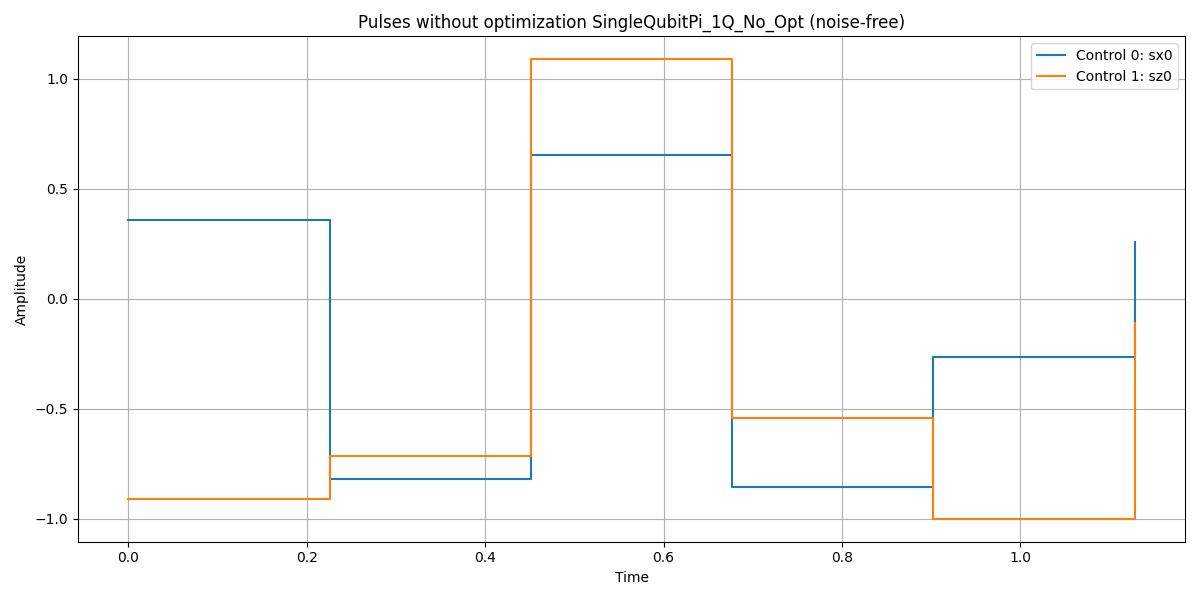 Pulses without optimization SingleQubitPi_1Q_No_Opt (noise-free)
Control 0: sx0
Control 1: sz0
Amplitude
1.0
0.5
0.0
−0.5
−1.0
0.0
0.2
0.4
0.6
0.8
1.0
Time